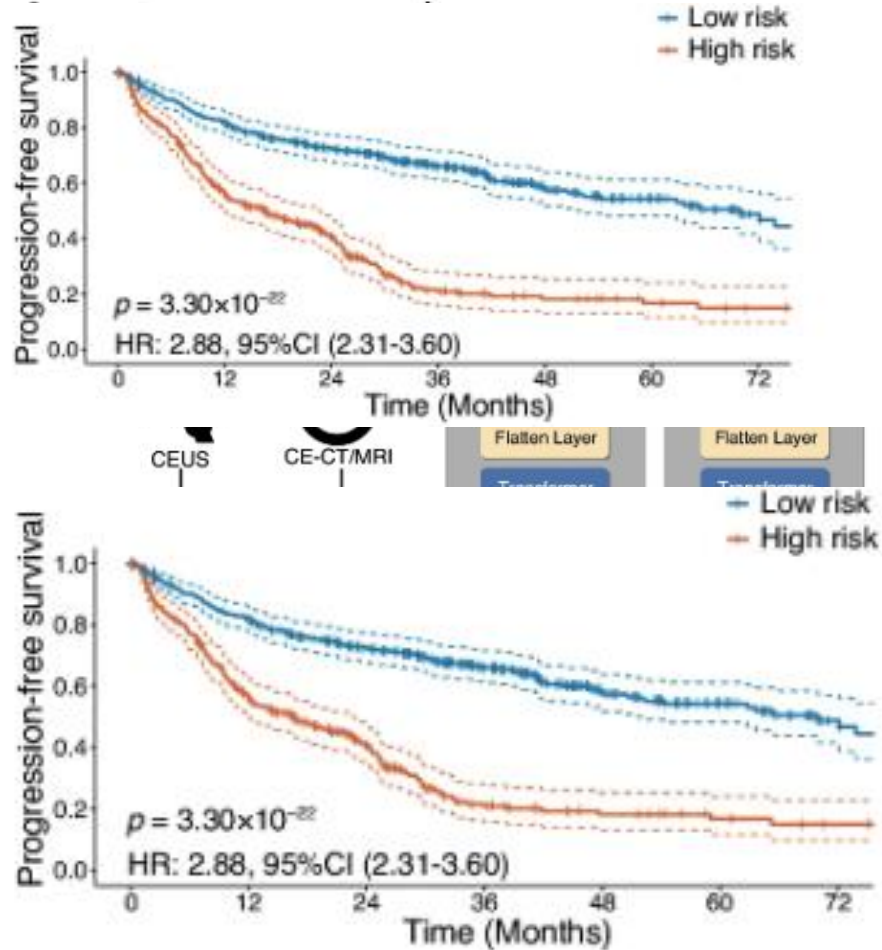 Low risk
High risk
Progression-free survival
1.0
0.8
0.6
0.4
0.2
0.0
p = 3.30×10⁻²²
HR: 2.88, 95%CI (2.31-3.60)
0 12 24 36 48 60 72
Time (Months)
CEUS
CE-CT/MRI
Flatten Layer
Flatten Layer
Low risk
High risk
Progression-free survival
1.0
0.8
0.6
0.4
0.2
0.0
p = 3.30×10⁻²²
HR: 2.88, 95%CI (2.31-3.60)
0 12 24 36 48 60 72
Time (Months)